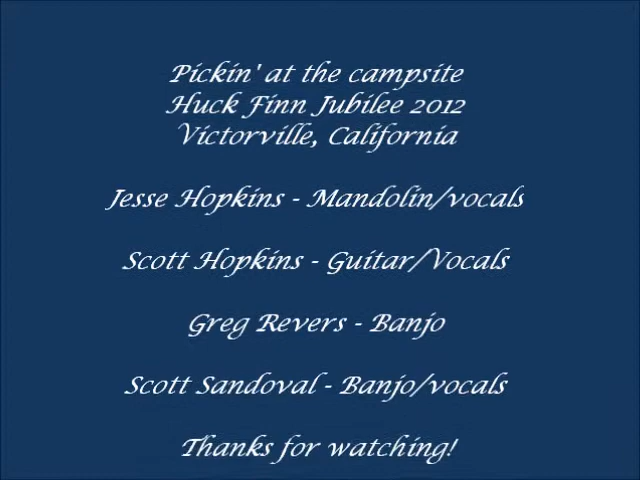 Pickin' at the campsite
Huck Finn Jubilee 2012
Victorville, California
Jesse Hopkins - Mandolin/vocals
Scott Hopkins - Guitar/Vocals
Greg Revers - Banjo
Scott Sandoval - Banjo/vocals
Thanks for watching!